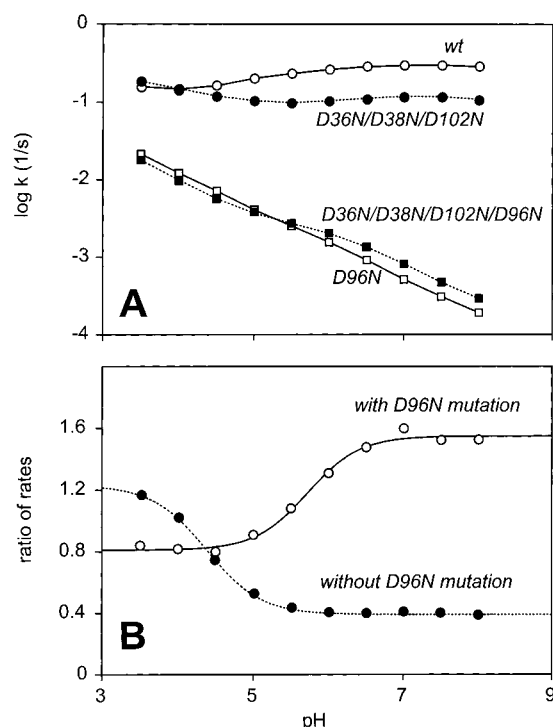 0
-1
-2
-3
-4
log k (1/s)
wt
D36N/D38N/D102N
D36N/D38N/D102N/D96N
D96N
A
1.6
1.2
0.8
0.4
0
ratio of rates
with D96N mutation
without D96N mutation
B
3
5
7
9
pH